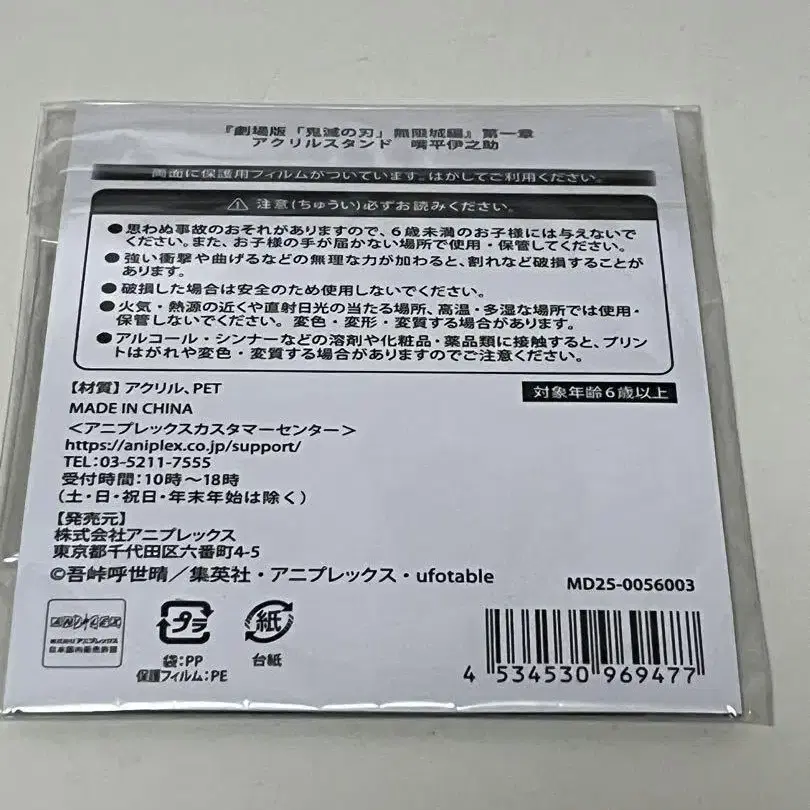 『劇場版「鬼滅の刃」無限城編』第一章
アクリルスタンド　嘴平伊之助
両面に保護用フィルムがついています。はがしてご利用ください。
⚠ 注意(ちゅうい)必ずお読みください。
●思わぬ事故のおそれがありますので、6歳未満のお子様には与えないで
ください。また、お子様の手が届かない場所で使用・保管してください。
●強い衝撃や曲げるなどの無理な力が加わると、割れなど破損することが
あります。
●破損した場合は安全のため使用しないでください。
●火気・熱源の近くや直射日光の当たる場所、高温・多湿な場所では使用・
保管しないでください。変色・変形・変質する場合があります。
●アルコール・シンナーなどの溶剤や化粧品・薬品類に接触すると、プリン
トはがれや変色・変質する場合がありますのでご注意ください。
【材質】アクリル、PET
対象年齢6歳以上
MADE IN CHINA
＜アニプレックスカスタマーセンター＞
https://aniplex.co.jp/support/
TEL:03-5211-7555
受付時間:10時～18時
(土・日・祝日・年末年始は除く)
【発売元】
株式会社アニプレックス
東京都千代田区六番町4-5
©吾峠呼世晴／集英社・アニプレックス・ufotable
MD25-0056003
ANIPLEX
株式会社アニプレックス
日本国内販売許諾
プラ
袋:PP
保護フィルム:PE
紙
台紙
4 534530 969477